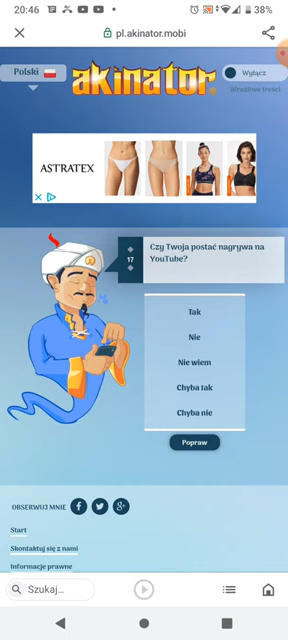 20:46
38%
pl.akinator.mobi
Polski
akinator
Wyłącz
Wrażliwe treści
ASTRATEX
17
Czy Twoja postać nagrywa na
YouTube?
Tak
Nie
Nie wiem
Chyba tak
Chyba nie
Popraw
OBSERWUJ MNIE
Start
Skontaktuj się z nami
Informacje prawne
Szukaj...